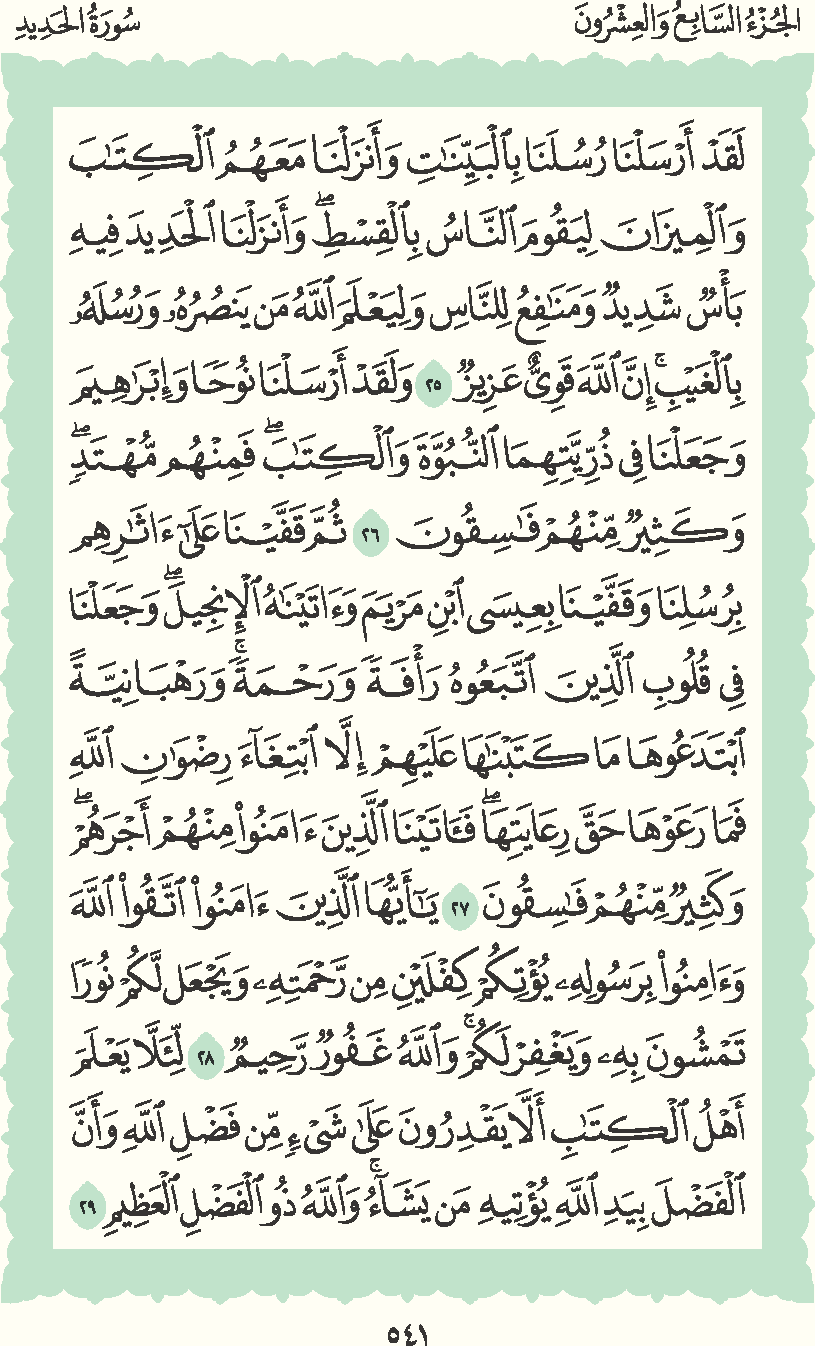 الجُزْءُ السَّابِعُ وَالعِشْرُونَ
سُورَةُ الحَدِيدِ
لَقَدْ أَرْسَلْنَا رُسُلَنَا بِٱلْبَيِّنَٰتِ وَأَنزَلْنَا مَعَهُمُ ٱلْكِتَٰبَ
وَٱلْمِيزَانَ لِيَقُومَ ٱلنَّاسُ بِٱلْقِسْطِۖ وَأَنزَلْنَا ٱلْحَدِيدَ فِيهِ
بَأْسٌ شَدِيدٌ وَمَنَٰفِعُ لِلنَّاسِ وَلِيَعْلَمَ ٱللَّهُ مَن يَنصُرُهُۥ وَرُسُلَهُۥ
بِٱلْغَيْبِۚ إِنَّ ٱللَّهَ قَوِىٌّ عَزِيزٌ ٢٥ وَلَقَدْ أَرْسَلْنَا نُوحًا وَإِبْرَٰهِيمَ
وَجَعَلْنَا فِى ذُرِّيَّتِهِمَا ٱلنُّبُوَّةَ وَٱلْكِتَٰبَۖ فَمِنْهُم مُّهْتَدٍۖ
وَكَثِيرٌ مِّنْهُمْ فَٰسِقُونَ ٢٦ ثُمَّ قَفَّيْنَا عَلَىٰٓ ءَاثَٰرِهِم
بِرُسُلِنَا وَقَفَّيْنَا بِعِيسَى ٱبْنِ مَرْيَمَ وَءَاتَيْنَٰهُ ٱلْإِنجِيلَۖ وَجَعَلْنَا
فِى قُلُوبِ ٱلَّذِينَ ٱتَّبَعُوهُ رَأْفَةً وَرَحْمَةًۚ وَرَهْبَانِيَّةً
ٱبْتَدَعُوهَا مَا كَتَبْنَٰهَا عَلَيْهِمْ إِلَّا ٱبْتِغَآءَ رِضْوَٰنِ ٱللَّهِ
فَمَا رَعَوْهَا حَقَّ رِعَايَتِهَاۖ فَـَٔاتَيْنَا ٱلَّذِينَ ءَامَنُوا۟ مِنْهُمْ أَجْرَهُمْۖ
وَكَثِيرٌ مِّنْهُمْ فَٰسِقُونَ ٢٧ يَٰٓأَيُّهَا ٱلَّذِينَ ءَامَنُوا۟ ٱتَّقُوا۟ ٱللَّهَ
وَءَامِنُوا۟ بِرَسُولِهِۦ يُؤْتِكُمْ كِفْلَيْنِ مِن رَّحْمَتِهِۦ وَيَجْعَل لَّكُمْ نُورًا
تَمْشُونَ بِهِۦ وَيَغْفِرْ لَكُمْۚ وَٱللَّهُ غَفُورٌ رَّحِيمٌ ٢٨ لِّئَلَّا يَعْلَمَ
أَهْلُ ٱلْكِتَٰبِ أَلَّا يَقْدِرُونَ عَلَىٰ شَىْءٍ مِّن فَضْلِ ٱللَّهِ وَأَنَّ
ٱلْفَضْلَ بِيَدِ ٱللَّهِ يُؤْتِيهِ مَن يَشَآءُۚ وَٱللَّهُ ذُو ٱلْفَضْلِ ٱلْعَظِيمِ ٢٩
٥٤١